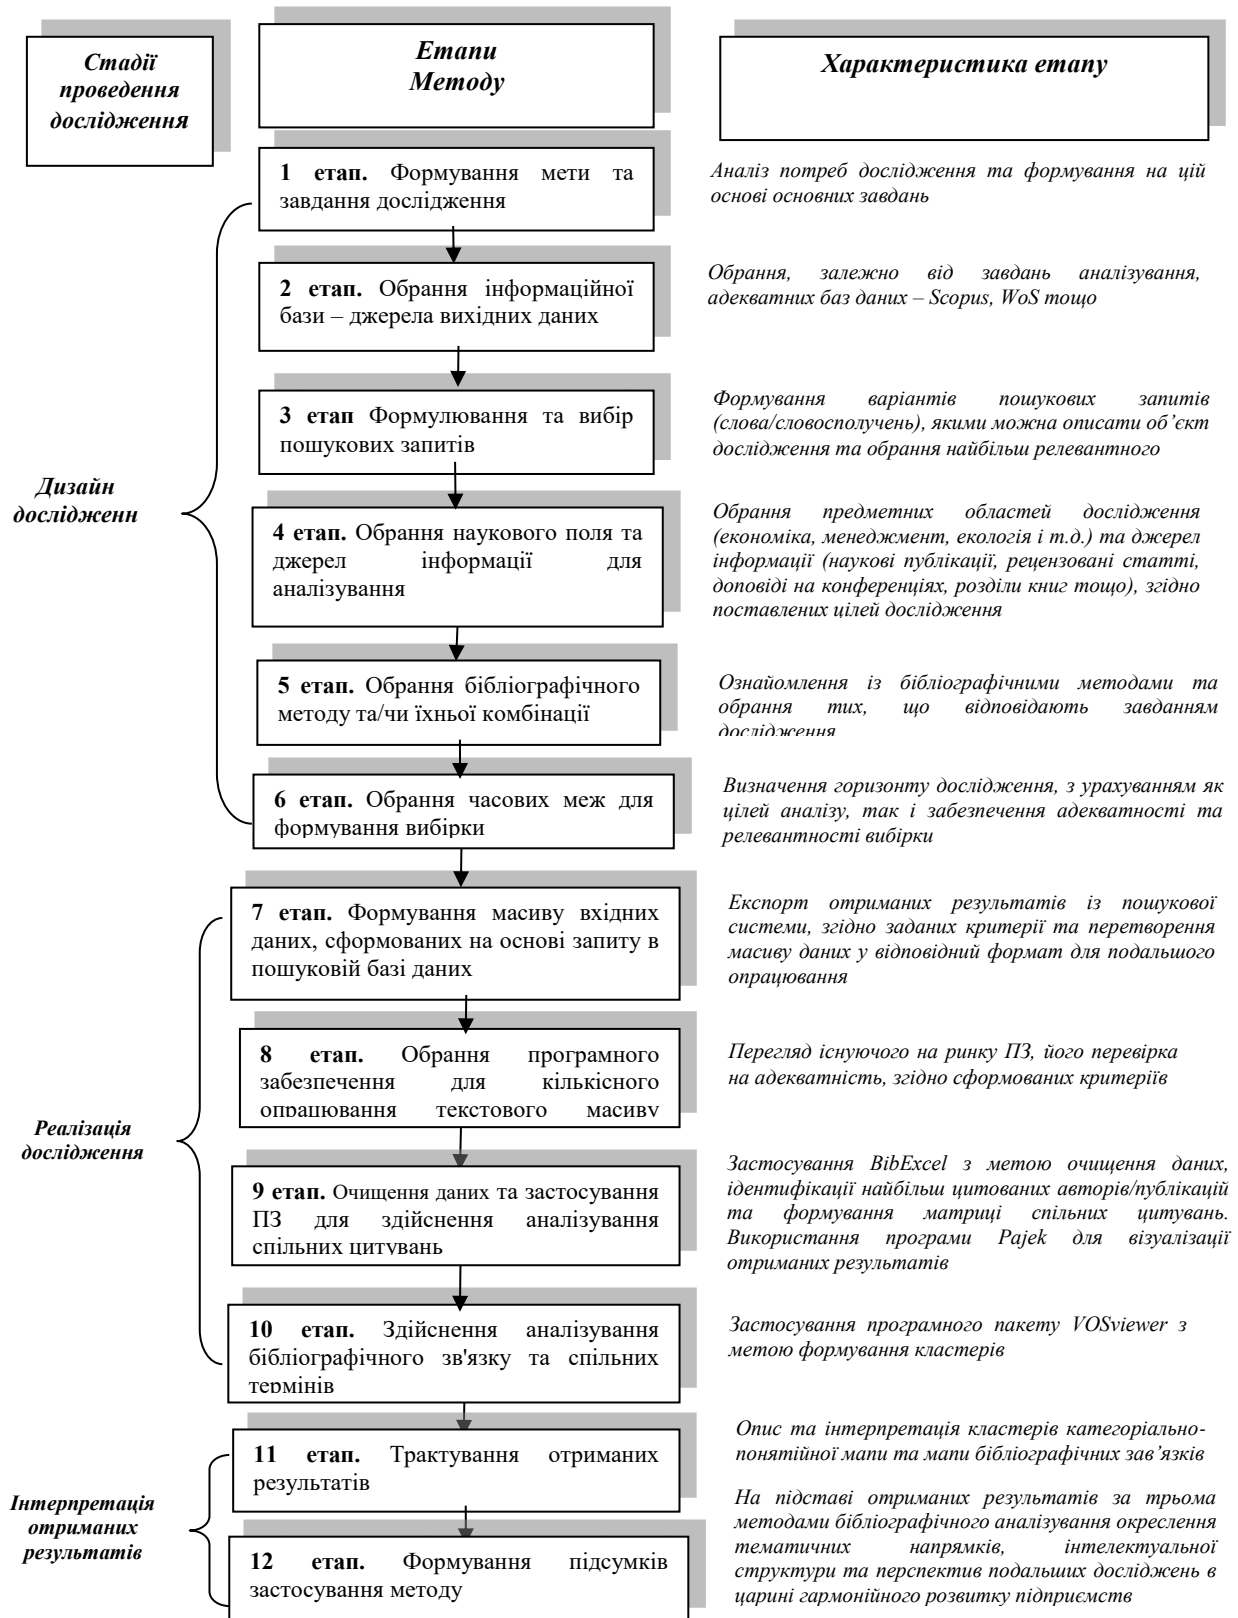 Стадії
проведення
дослідження
Етапи
Методу
Характеристика етапу
1 етап. Формування мети та
завдання дослідження
Аналіз потреб дослідження та формування на цій
основі основних завдань
2 етап. Обрання інформаційної
бази – джерела вихідних даних
Обрання, залежно від завдань аналізування,
адекватних баз даних – Scopus, WoS тощо
3 етап Формулювання та вибір
пошукових запитів
Формування варіантів пошукових запитів
(слова/словосполучень), якими можна описати об’єкт
дослідження та обрання найбільш релевантного
Дизайн
дослідженн
4 етап. Обрання наукового поля та
джерел інформації для
аналізування
Обрання предметних областей дослідження
(економіка, менеджмент, екологія і т.д.) та джерел
інформації (наукові публікації, рецензовані статті,
доповіді на конференціях, розділи книг тощо), згідно
поставлених цілей дослідження
5 етап. Обрання бібліографічного
методу та/чи їхньої комбінації
Ознайомлення із бібліографічними методами та
обрання тих, що відповідають завданням
дослідження
6 етап. Обрання часових меж для
формування вибірки
Визначення горизонту дослідження, з урахуванням як
цілей аналізу, так і забезпечення адекватності та
релевантності вибірки
7 етап. Формування масиву вхідних
даних, сформованих на основі запиту в
пошуковій базі даних
Експорт отриманих результатів із пошукової
системи, згідно заданих критерії та перетворення
масиву даних у відповідний формат для подальшого
опрацювання
8 етап. Обрання програмного
забезпечення для кількісного
опрацювання текстового масиву
Перегляд існуючого на ринку ПЗ, його перевірка
на адекватність, згідно сформованих критеріїв
Реалізація
дослідження
9 етап. Очищення даних та застосування
ПЗ для здійснення аналізування
спільних цитувань
Застосування BibExcel з метою очищення даних,
ідентифікації найбільш цитованих авторів/публікацій
та формування матриці спільних цитувань.
Використання програми Pajek для візуалізації
отриманих результатів
10 етап. Здійснення аналізування
бібліографічного зв'язку та спільних
термінів
Застосування програмного пакету VOSviewer з
метою формування кластерів
11 етап. Трактування отриманих
результатів
Опис та інтерпретація кластерів категоріально-
понятійної мапи та мапи бібліографічних зав’язків
Інтерпретація
отриманих
результатів
12 етап. Формування підсумків
застосування методу
На підставі отриманих результатів за трьома
методами бібліографічного аналізування окреслення
тематичних напрямків, інтелектуальної
структури та перспектив подальших досліджень в
царині гармонійного розвитку підприємств